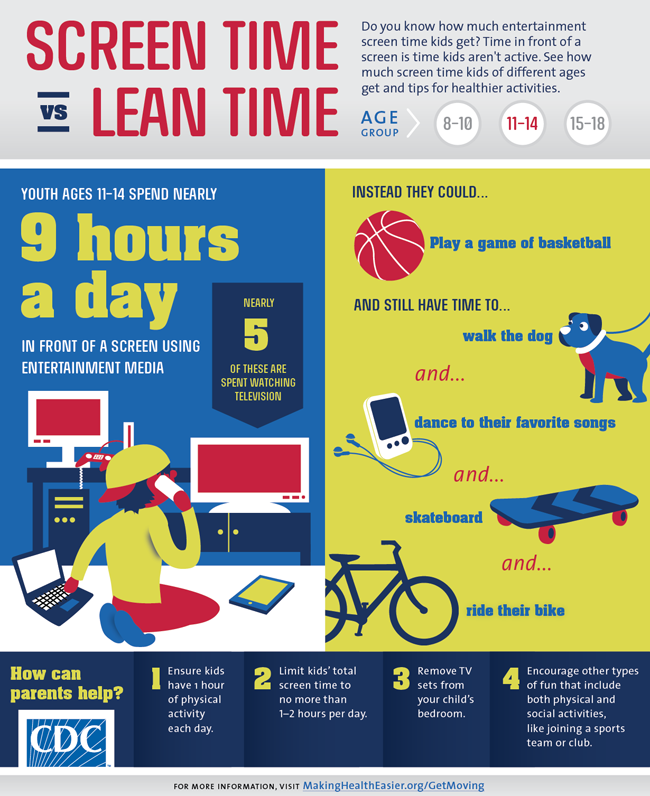 SCREEN TIME
vs LEAN TIME
Do you know how much entertainment
screen time kids get? Time in front of a
screen is time kids aren't active. See how
much screen time kids of different ages
get and tips for healthier activities.
AGE
GROUP
8–10
11–14
15–18
YOUTH AGES 11–14 SPEND NEARLY
9 hours
a day
IN FRONT OF A SCREEN USING
ENTERTAINMENT MEDIA
NEARLY
5
OF THESE ARE
SPENT WATCHING
TELEVISION
INSTEAD THEY COULD...
Play a game of basketball
AND STILL HAVE TIME TO...
walk the dog
and...
dance to their favorite songs
and...
skateboard
and...
ride their bike
How can
parents help?
CDC
1
Ensure kids
have 1 hour
of physical
activity
each day.
2
Limit kids' total
screen time to
no more than
1–2 hours per day.
3
Remove TV
sets from
your child's
bedroom.
4
Encourage other types
of fun that include
both physical and
social activities,
like joining a sports
team or club.
FOR MORE INFORMATION, VISIT MakingHealthEasier.org/GetMoving